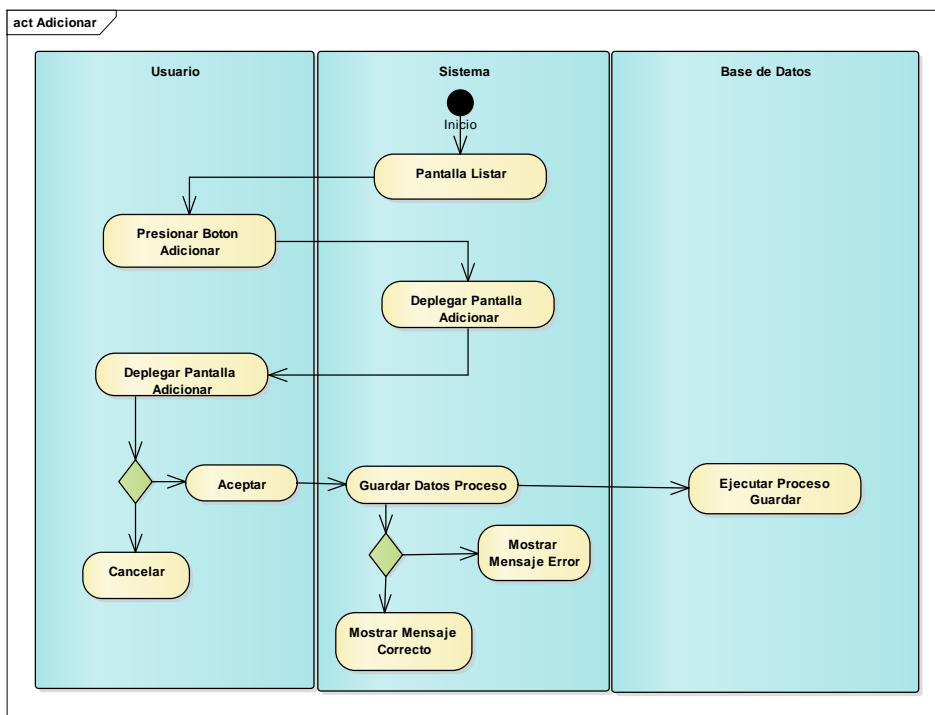 act Adicionar
Usuario
Sistema
Base de Datos
Inicio
Pantalla Listar
Presionar Boton
Adicionar
Deplegar Pantalla
Adicionar
Deplegar Pantalla
Adicionar
Aceptar
Guardar Datos Proceso
Ejecutar Proceso
Guardar
Mostrar
Mensaje Error
Cancelar
Mostrar Mensaje
Correcto